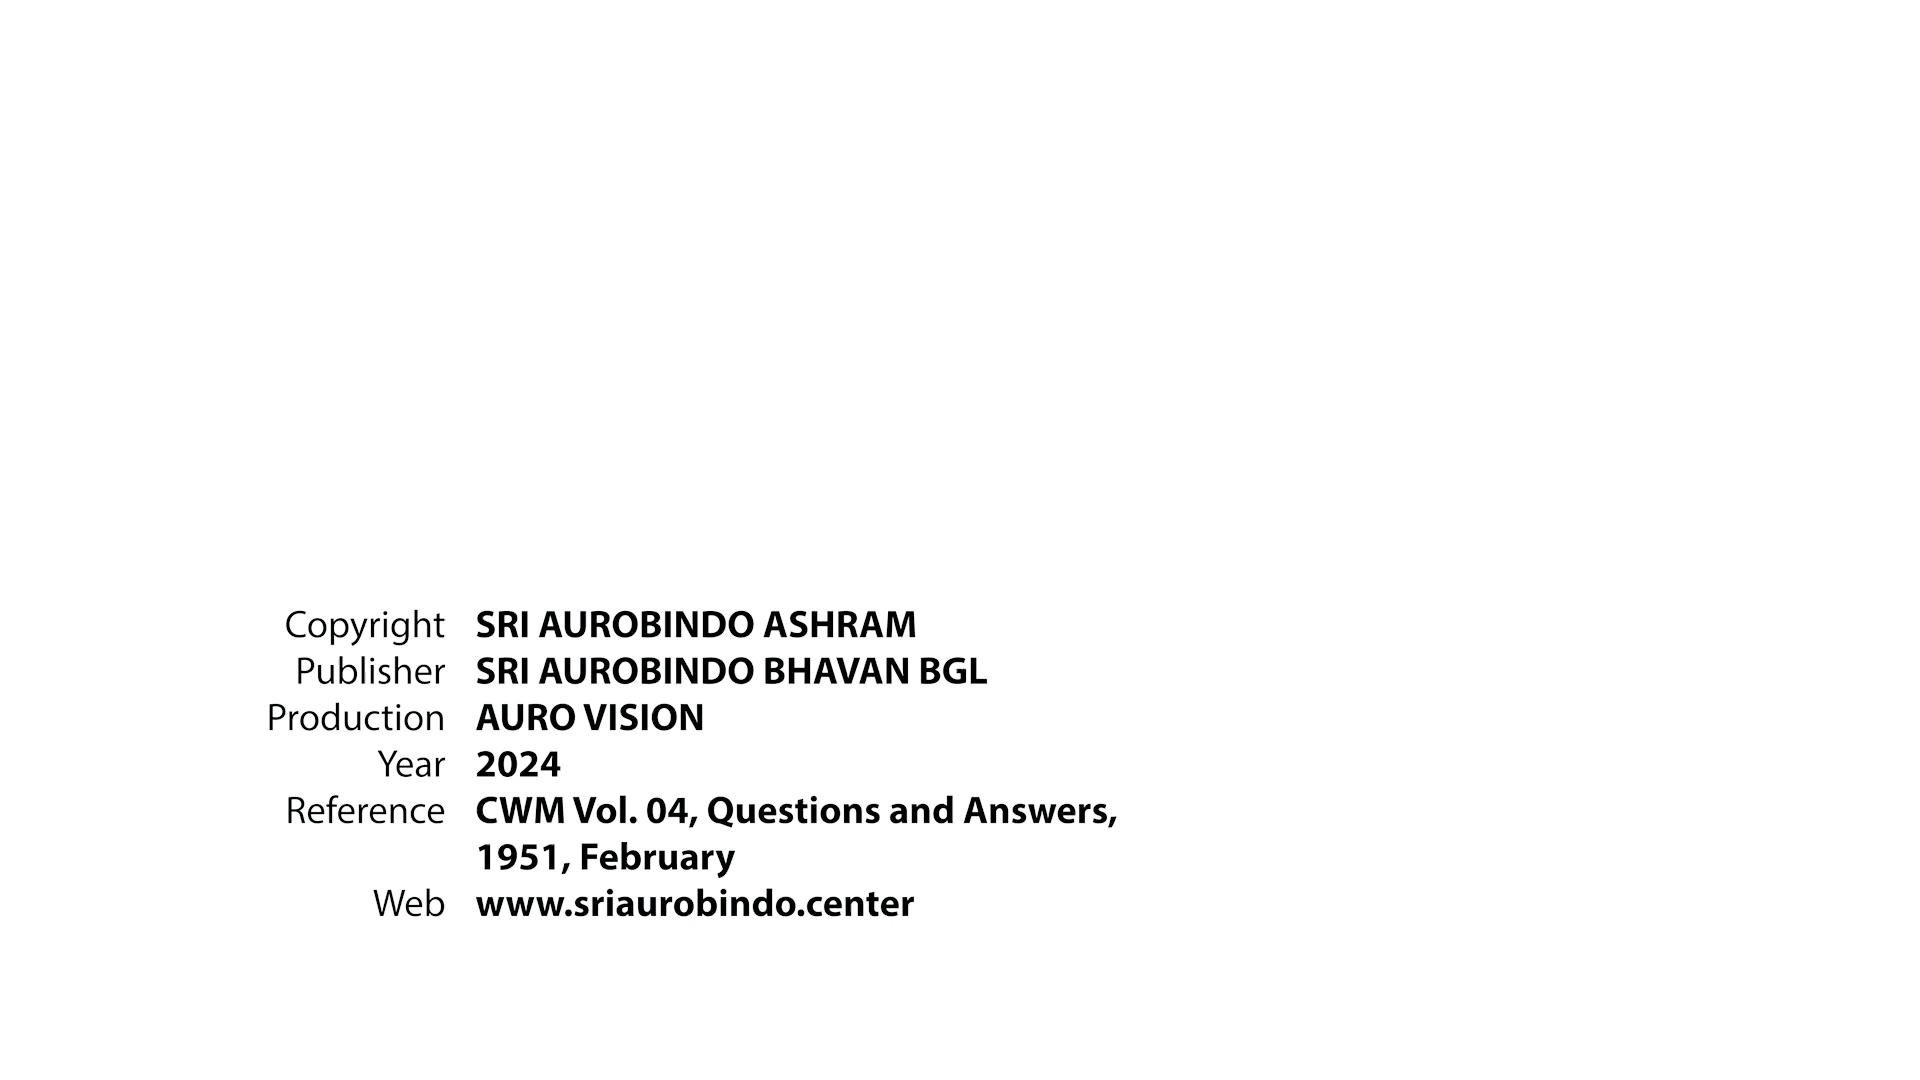 Copyright SRI AUROBINDO ASHRAM
Publisher SRI AUROBINDO BHAVAN BGL
Production AURO VISION
Year 2024
Reference CWM Vol. 04, Questions and Answers,
1951, February
Web www.sriaurobindo.center